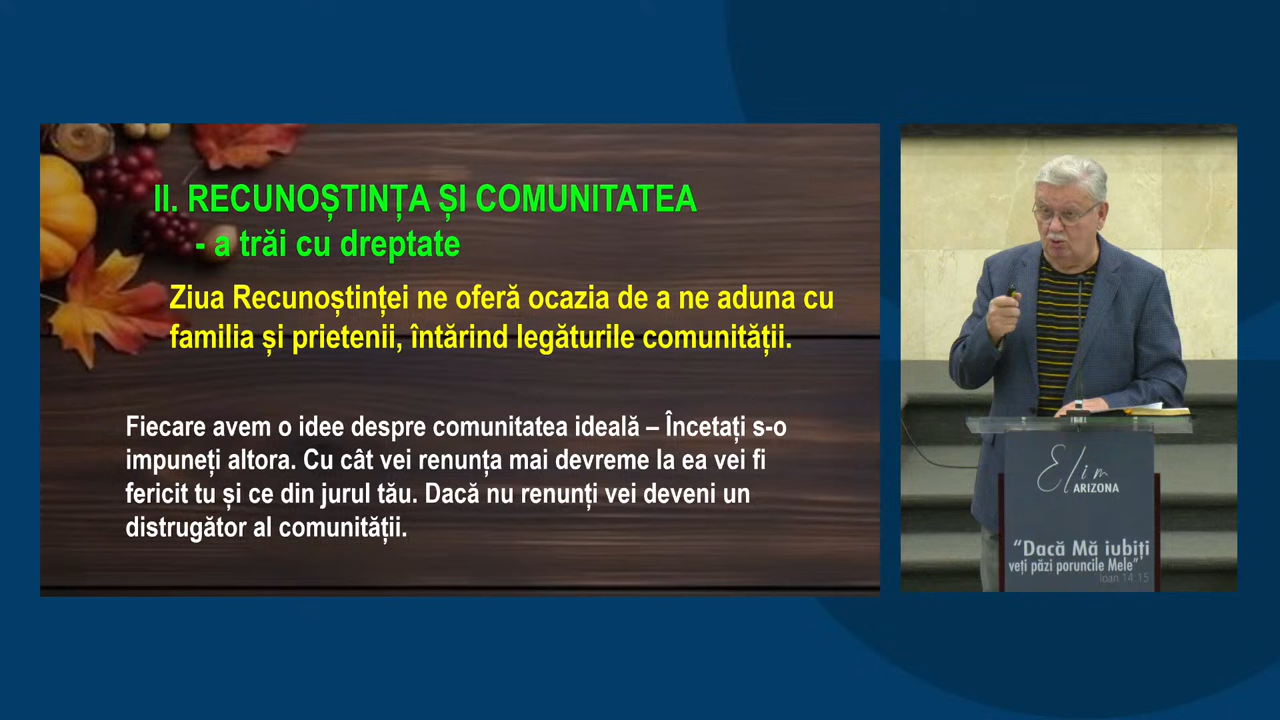 II. RECUNOȘTINȚA ȘI COMUNITATEA
- a trăi cu dreptate
Ziua Recunoștinței ne oferă ocazia de a ne aduna cu
familia și prietenii, întărind legăturile comunității.
Fiecare avem o idee despre comunitatea ideală – Încetați s-o
impuneți altora. Cu cât vei renunța mai devreme la ea vei fi
fericit tu și ce din jurul tău. Dacă nu renunți vei deveni un
distrugător al comunității.
Elim
ARIZONA
“Dacă Mă iubiți
veți păzi poruncile Mele”
Ioan 14:15